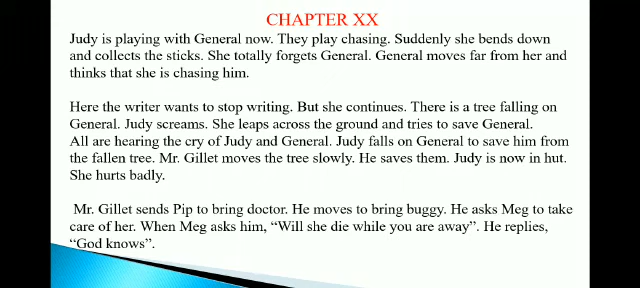 CHAPTER XX
Judy is playing with General now. They play chasing. Suddenly she bends down
and collects the sticks. She totally forgets General. General moves far from her and
thinks that she is chasing him.
Here the writer wants to stop writing. But she continues. There is a tree falling on
General. Judy screams. She leaps across the ground and tries to save General.
All are hearing the cry of Judy and General. Judy falls on General to save him from
the fallen tree. Mr. Gillet moves the tree slowly. He saves them. Judy is now in hut.
She hurts badly.
Mr. Gillet sends Pip to bring doctor. He moves to bring buggy. He asks Meg to take
care of her. When Meg asks him, “Will she die while you are away”. He replies,
“God knows”.